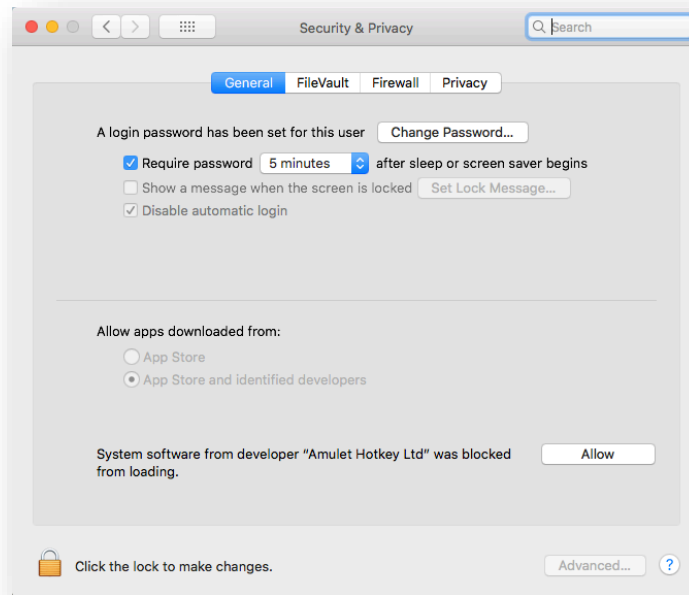 Security & Privacy
Search
General FileVault Firewall Privacy
A login password has been set for this user Change Password...
Require password 5 minutes after sleep or screen saver begins
Show a message when the screen is locked Set Lock Message...
Disable automatic login
Allow apps downloaded from:
App Store
App Store and identified developers
System software from developer “Amulet Hotkey Ltd” was blocked Allow
from loading.
Click the lock to make changes. Advanced... ?